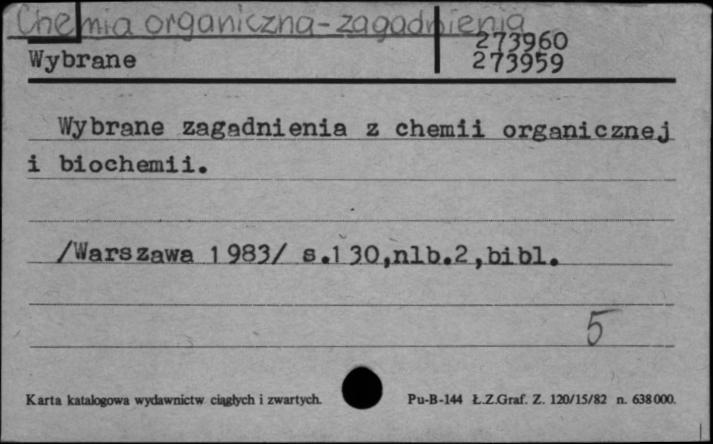 Chemia organiczna-zagadnienia
273960
Wybrane 273959
Wybrane zagadnienia z chemii organicznej
i biochemii.
/Warszawa 1983/ s.130,nlb.2,bibl.
5
Karta katalogowa wydawnictw ciągłych i zwartych. Pu-B-144 Ł.Z.Graf. Z. 120/15/82 n. 638000.